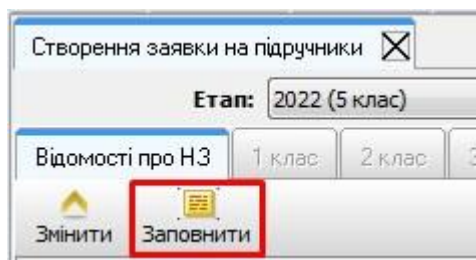 Створення заявки на підручники
Етап: 2022 (5 клас)
Відомості про НЗ 1 клас 2 клас
Змінити Заповнити